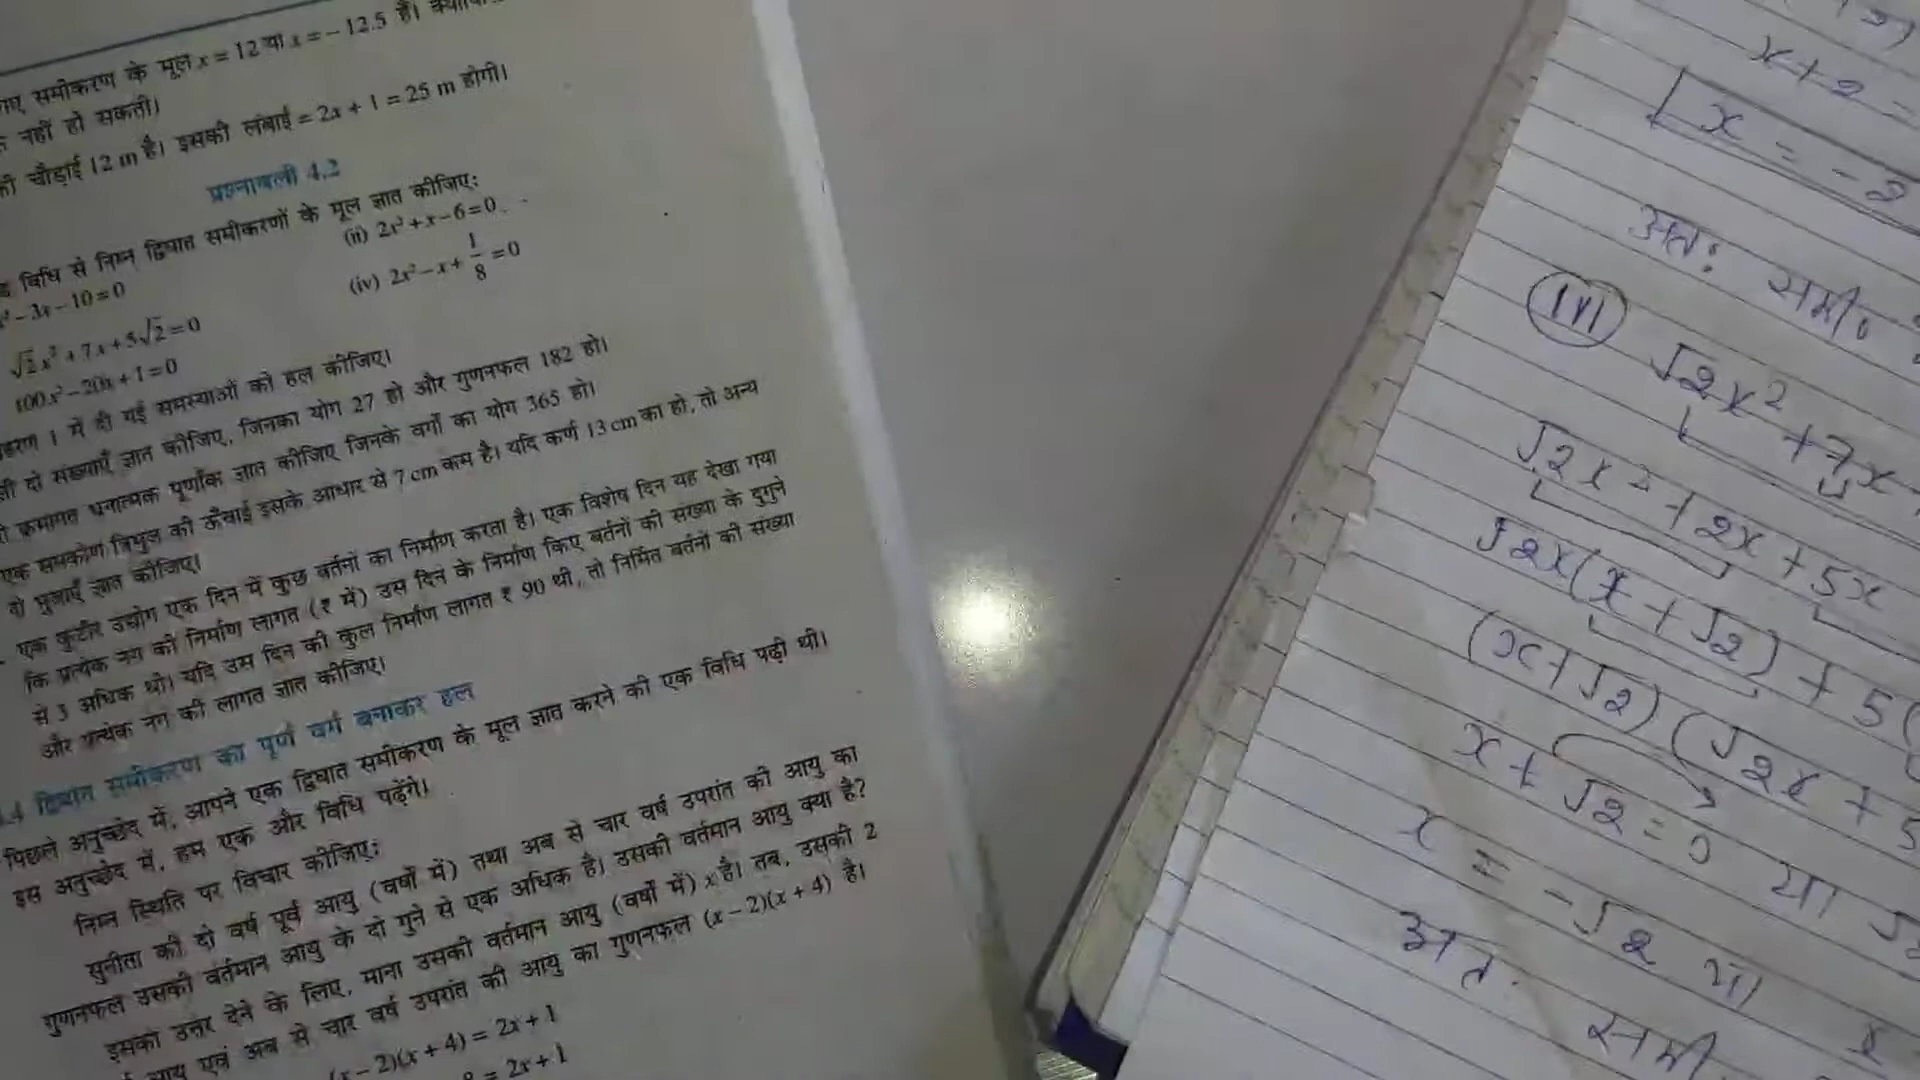 समीकरण के मूल x = 12 या x = – 12.5 हैं।
नहीं हो सकती।
चौड़ाई 12 m है। इसकी लंबाई = 2x + 1 = 25 m होगी।
प्रश्नावली 4.2
विधि से निम्न द्विघात समीकरणों के मूल ज्ञात कीजिए:
– 3x – 10 = 0
(ii) 2x² + x – 6 = 0
√2 x² + 7x + 5√2 = 0
(iv) 2x² – x + 1/8 = 0
100x² – 20x + 1 = 0
1 में दी गई समस्याओं को हल कीजिए।
दो संख्याएँ ज्ञात कीजिए, जिनका योग 27 हो और गुणनफल 182 हो।
क्रमागत धनात्मक पूर्णांक ज्ञात कीजिए जिनके वर्गों का योग 365 हो।
एक समकोण त्रिभुज की ऊँचाई इसके आधार से 7 cm कम है। यदि कर्ण 13 cm का हो, तो अन्य
दो भुजाएँ ज्ञात कीजिए।
एक कुटीर उद्योग एक दिन में कुछ बर्तनों का निर्माण करता है। एक विशेष दिन यह देखा गया
कि प्रत्येक नग की निर्माण लागत (₹ में) उस दिन के निर्माण किए बर्तनों की संख्या के दुगुने
से 3 अधिक थी। यदि उस दिन की कुल निर्माण लागत ₹ 90 थी, तो निर्मित बर्तनों की संख्या
और प्रत्येक नग की लागत ज्ञात कीजिए।
.4 द्विघात समीकरण का पूर्ण वर्ग बनाकर हल
पिछले अनुच्छेद में, आपने एक द्विघात समीकरण के मूल ज्ञात करने की एक विधि पढ़ी थी।
इस अनुच्छेद में, हम एक और विधि पढ़ेंगे।
निम्न स्थिति पर विचार कीजिए:
सुनीता की दो वर्ष पूर्व आयु (वर्षों में) तथा अब से चार वर्ष उपरांत की आयु का
गुणनफल उसकी वर्तमान आयु के दो गुने से एक अधिक है। उसकी वर्तमान आयु क्या है?
इसका उत्तर देने के लिए, माना उसकी वर्तमान आयु (वर्षों में) x है। तब, उसकी 2
आयु एवं अब से चार वर्ष उपरांत की आयु का गुणनफल (x – 2)(x + 4) है।
(x – 2)(x + 4) = 2x + 1
= 2x + 1
x + 2 =
x = - 2
अतः समी०
√2x² + 7x
√2x² + 2x + 5x
√2x(x + √2) + 5(
(x + √2)(√2x + 5
x + √2 = 0 या √2
x = -√2 या
अतः समी